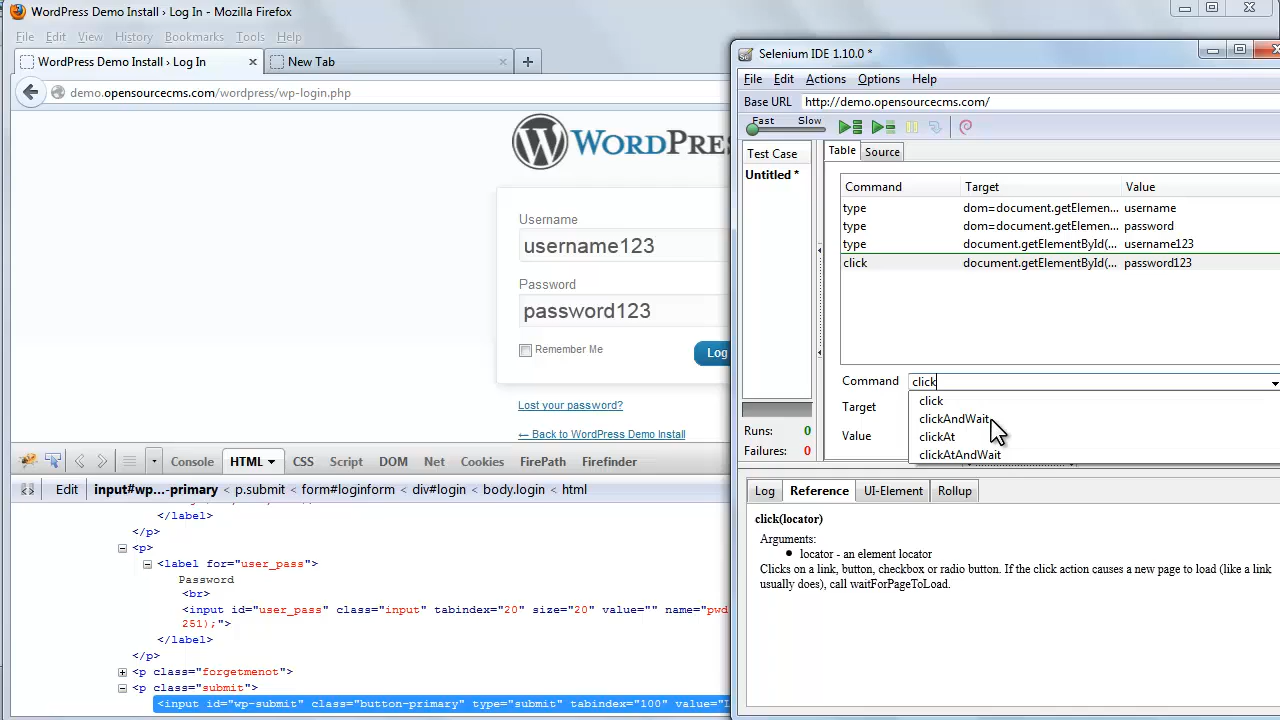 WordPress Demo Install › Log In - Mozilla Firefox
File Edit View History Bookmarks Tools Help
WordPress Demo Install › Log In × New Tab × +
demo.opensourcecms.com/wordpress/wp-login.php
WORDPRES
Username
username123
Password
password123
Remember Me
Log
Lost your password?
← Back to WordPress Demo Install
Console HTML CSS Script DOM Net Cookies FirePath Firefinder
Edit input#wp...-primary < p.submit < form#loginform < div#login < body.login < html
</label>
</p>
<p>
<label for="user_pass">
Password
<br>
<input id="user_pass" class="input" tabindex="20" size="20" value="" name="pwd
251);">
</label>
</p>
<p class="forgetmenot">
<p class="submit">
<input id="wp-submit" class="button-primary" type="submit" tabindex="100" value="L
Selenium IDE 1.10.0 *
File Edit Actions Options Help
Base URL http://demo.opensourcecms.com/
Fast Slow
Test Case
Untitled *
Table Source
Command Target Value
type dom=document.getElemen... username
type dom=document.getElemen... password
type document.getElementById(... username123
click document.getElementById(... password123
Command click
Target
Value
click
clickAndWait
clickAt
clickAtAndWait
Runs: 0
Failures: 0
Log Reference UI-Element Rollup
click(locator)
Arguments:
● locator - an element locator
Clicks on a link, button, checkbox or radio button. If the click action causes a new page to load (like a link
usually does), call waitForPageToLoad.